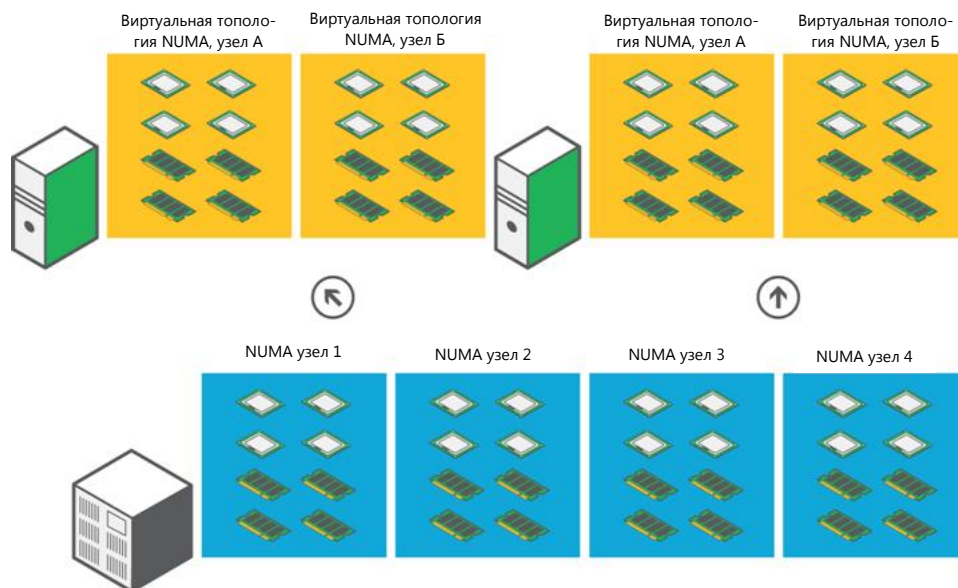 Виртуальная тополо-
гия NUMA, узел А
Виртуальная топология
NUMA, узел Б
Виртуальная тополо-
гия NUMA, узел А
Виртуальная тополо-
гия NUMA, узел Б
NUMA узел 1
NUMA узел 2
NUMA узел 3
NUMA узел 4